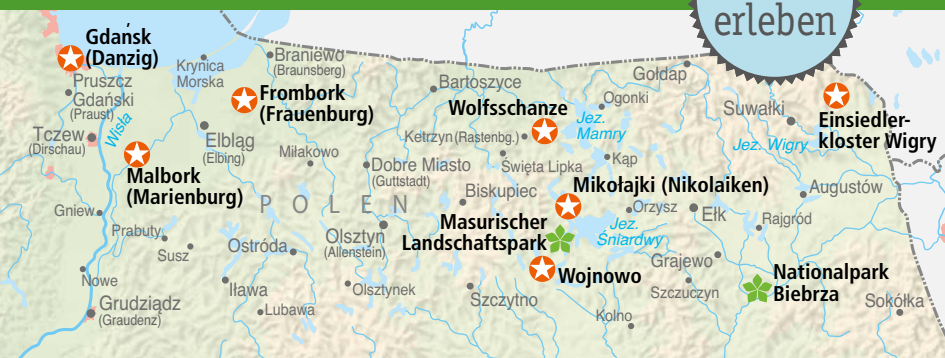 erleben
Gdańsk
(Danzig)
Krynica
Morska
Braniewo
(Braunsberg)
Bartoszyce
Gołdap
Pruszcz
Gdański
(Praust)
Frombork
(Frauenburg)
Wolfsschanze
Ogonki
Suwałki
Einsiedler-
kloster Wigry
Tczew
(Dirschau)
Wisła
Elbląg
(Elbing)
Miłakowo
Ketrzyn (Rastenbg.)
Jez.
Mamry
Jez. Wigry
Malbork
(Marienburg)
Dobre Miasto
(Guttstadt)
Święta Lipka
Kąp
Mikołajki (Nikolaiken)
Augustów
Gniew
POLEN
Biskupiec
Orzysz
Ełk
Rajgród
Prabuty
Susz
Ostróda
Olsztyn
(Allenstein)
Masurischer
Landschaftspark
Jez.
Śniardwy
Nowe
Iława
Olsztynek
Szczytno
Wojnowo
Grajewo
Szczuczyn
Nationalpark
Biebrza
Sokółka
Grudziądz
(Graudenz)
Lubawa
Kolno